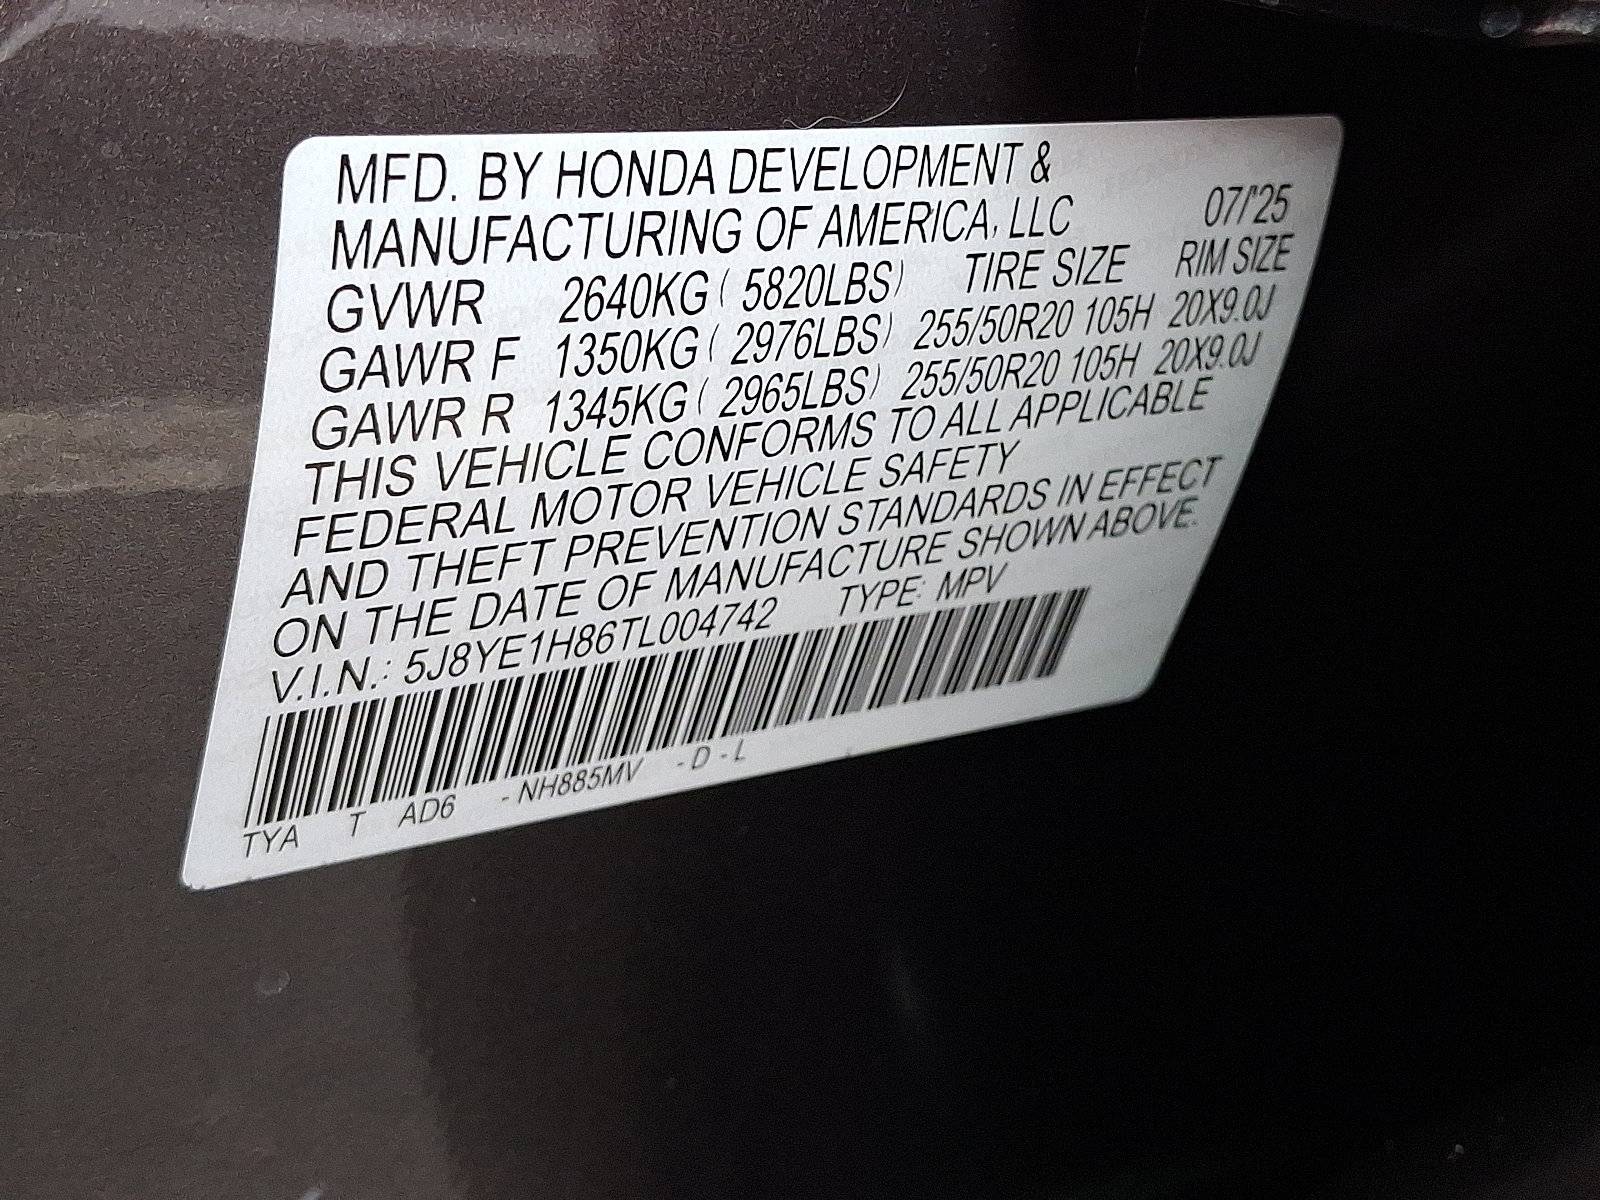 MFD. BY HONDA DEVELOPMENT &
MANUFACTURING OF AMERICA, LLC 07/'25
GVWR 2640KG ( 5820LBS) TIRE SIZE RIM SIZE
GAWR F 1350KG ( 2976LBS) 255/50R20 105H 20X9.0J
GAWR R 1345KG ( 2965LBS) 255/50R20 105H 20X9.0J
THIS VEHICLE CONFORMS TO ALL APPLICABLE
FEDERAL MOTOR VEHICLE SAFETY
AND THEFT PREVENTION STANDARDS IN EFFECT
ON THE DATE OF MANUFACTURE SHOWN ABOVE.
V.I.N.: 5J8YE1H86TL004742 TYPE: MPV
TYA T AD6 - NH885MV - D - L